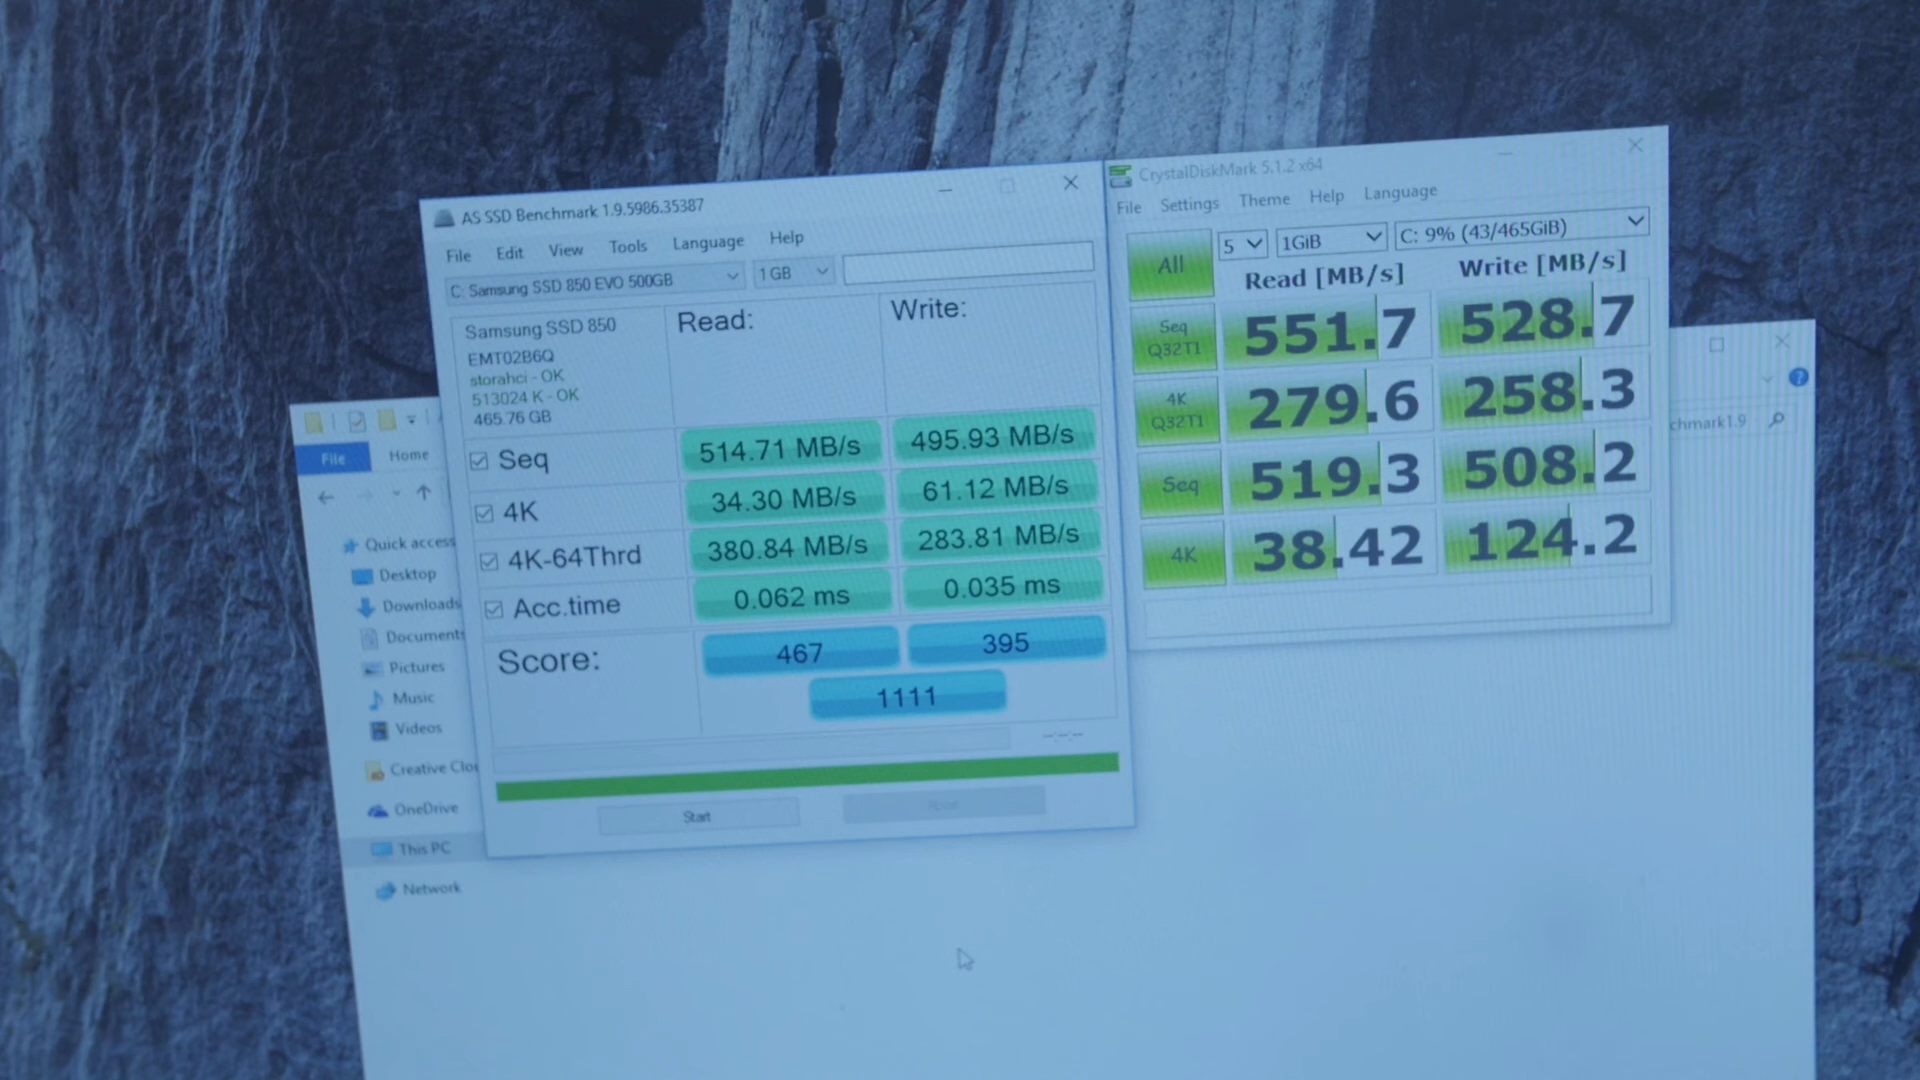 AS SSD Benchmark 1.9.5986.35387
File Edit View Tools Language Help
C: Samsung SSD 850 EVO 500GB 1 GB
Samsung SSD 850
EMT02B6Q
storahci - OK
513024 K - OK
465.76 GB
Read: Write:
Seq 514.71 MB/s 495.93 MB/s
4K 34.30 MB/s 61.12 MB/s
4K-64Thrd 380.84 MB/s 283.81 MB/s
Acc.time 0.062 ms 0.035 ms
Score: 467 395
1111
-:-:-
Start
CrystalDiskMark 5.1.2 x64
File Settings Theme Help Language
All 5 1GiB C: 9% (43/465GiB)
Read [MB/s] Write [MB/s]
Seq Q32T1 551.7 528.7
4K Q32T1 279.6 258.3
Seq 519.3 508.2
4K 38.42 124.2
File Home
chmark1.9
Quick access
Desktop
Downloads
Documents
Pictures
Music
Videos
Creative Clou
OneDrive
This PC
Network